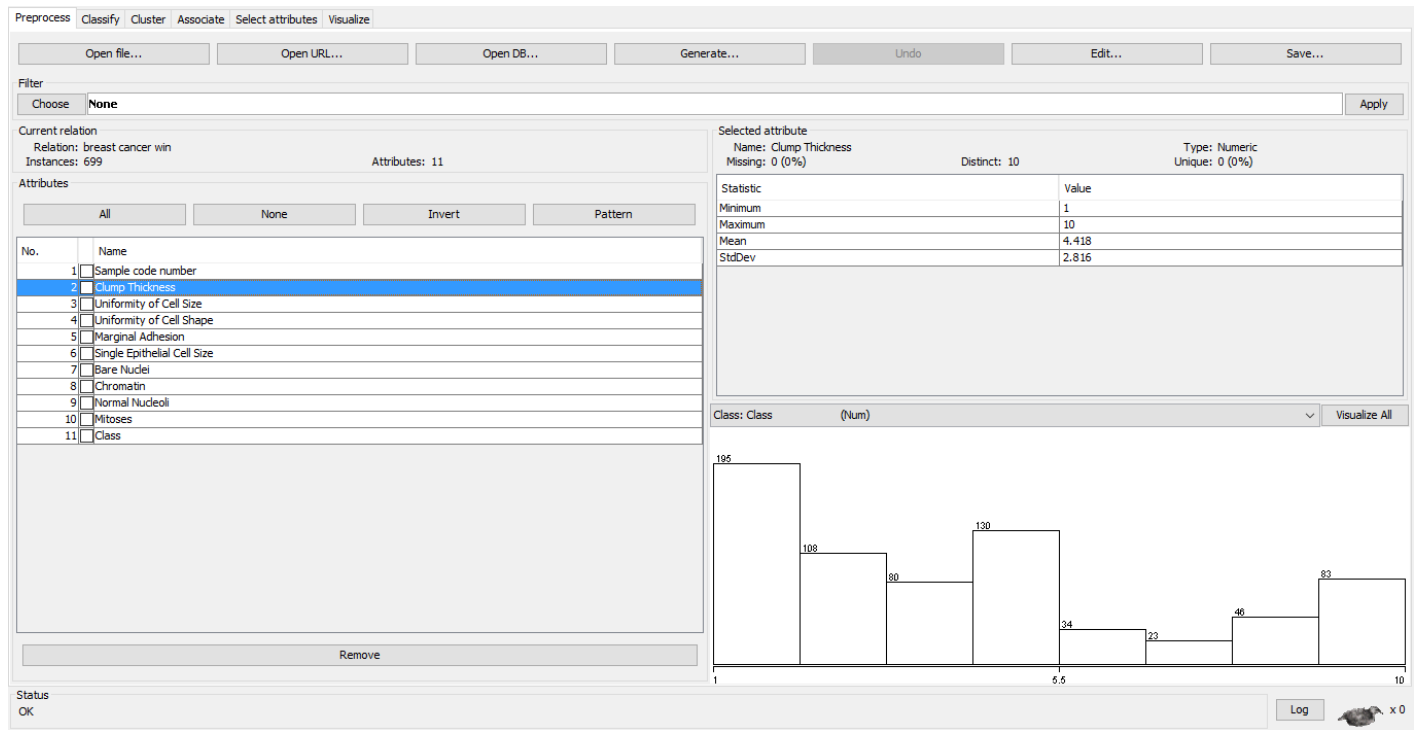 Preprocess Classify Cluster Associate Select attributes Visualize
Open file... Open URL... Open DB... Generate... Undo Edit... Save...
Filter
Choose None Apply
Current relation
Relation: breast cancer win
Instances: 699 Attributes: 11
Attributes
All None Invert Pattern
No. Name
1 Sample code number
2 Clump Thickness
3 Uniformity of Cell Size
4 Uniformity of Cell Shape
5 Marginal Adhesion
6 Single Epithelial Cell Size
7 Bare Nuclei
8 Chromatin
9 Normal Nucleoli
10 Mitoses
11 Class
Remove
Selected attribute
Name: Clump Thickness Type: Numeric
Missing: 0 (0%) Distinct: 10 Unique: 0 (0%)
Statistic Value
Minimum 1
Maximum 10
Mean 4.418
StdDev 2.816
Class: Class (Num) Visualize All
195
108
80
130
34
23
46
83
1 5.5 10
Status
OK
Log x 0